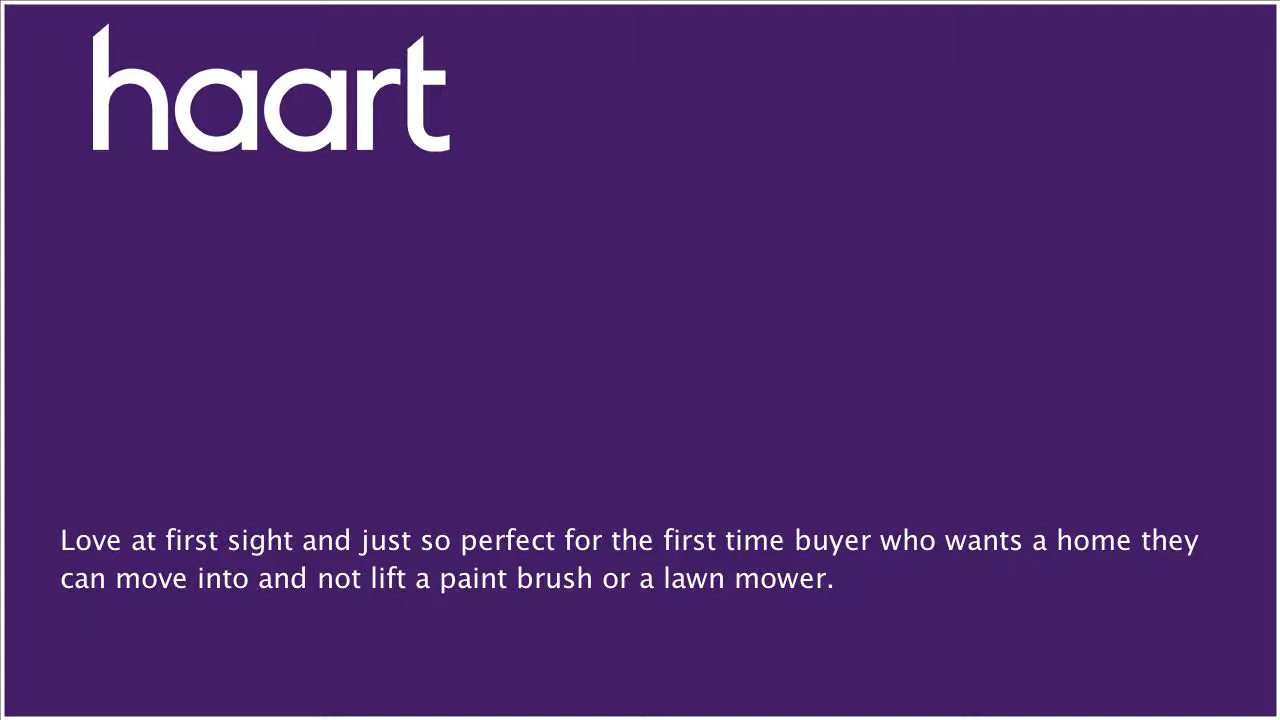 haart
Love at first sight and just so perfect for the first time buyer who wants a home they
can move into and not lift a paint brush or a lawn mower.